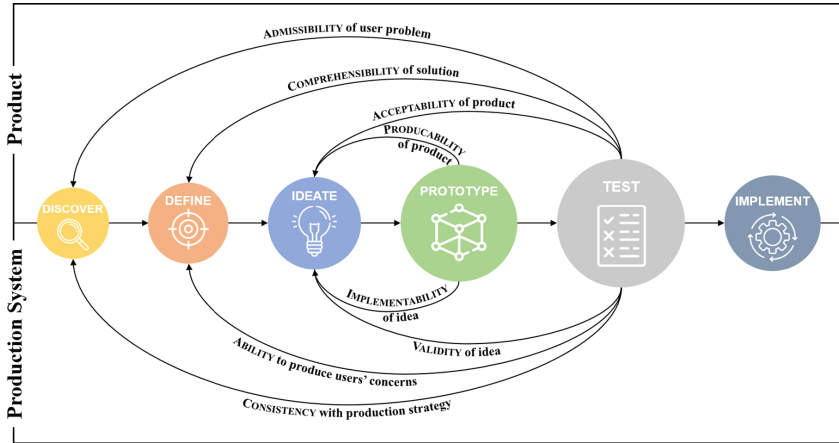 ADMISSIBILITY of user problem
COMPREHENSIBILITY of solution
ACCEPTABILITY of product
PRODUCABILITY
of product
Product
DISCOVER
DEFINE
IDEATE
PROTOTYPE
TEST
IMPLEMENT
Production System
IMPLEMENTABILITY
of idea
VALIDITY of idea
ABILITY to produce users' concerns
CONSISTENCY with production strategy